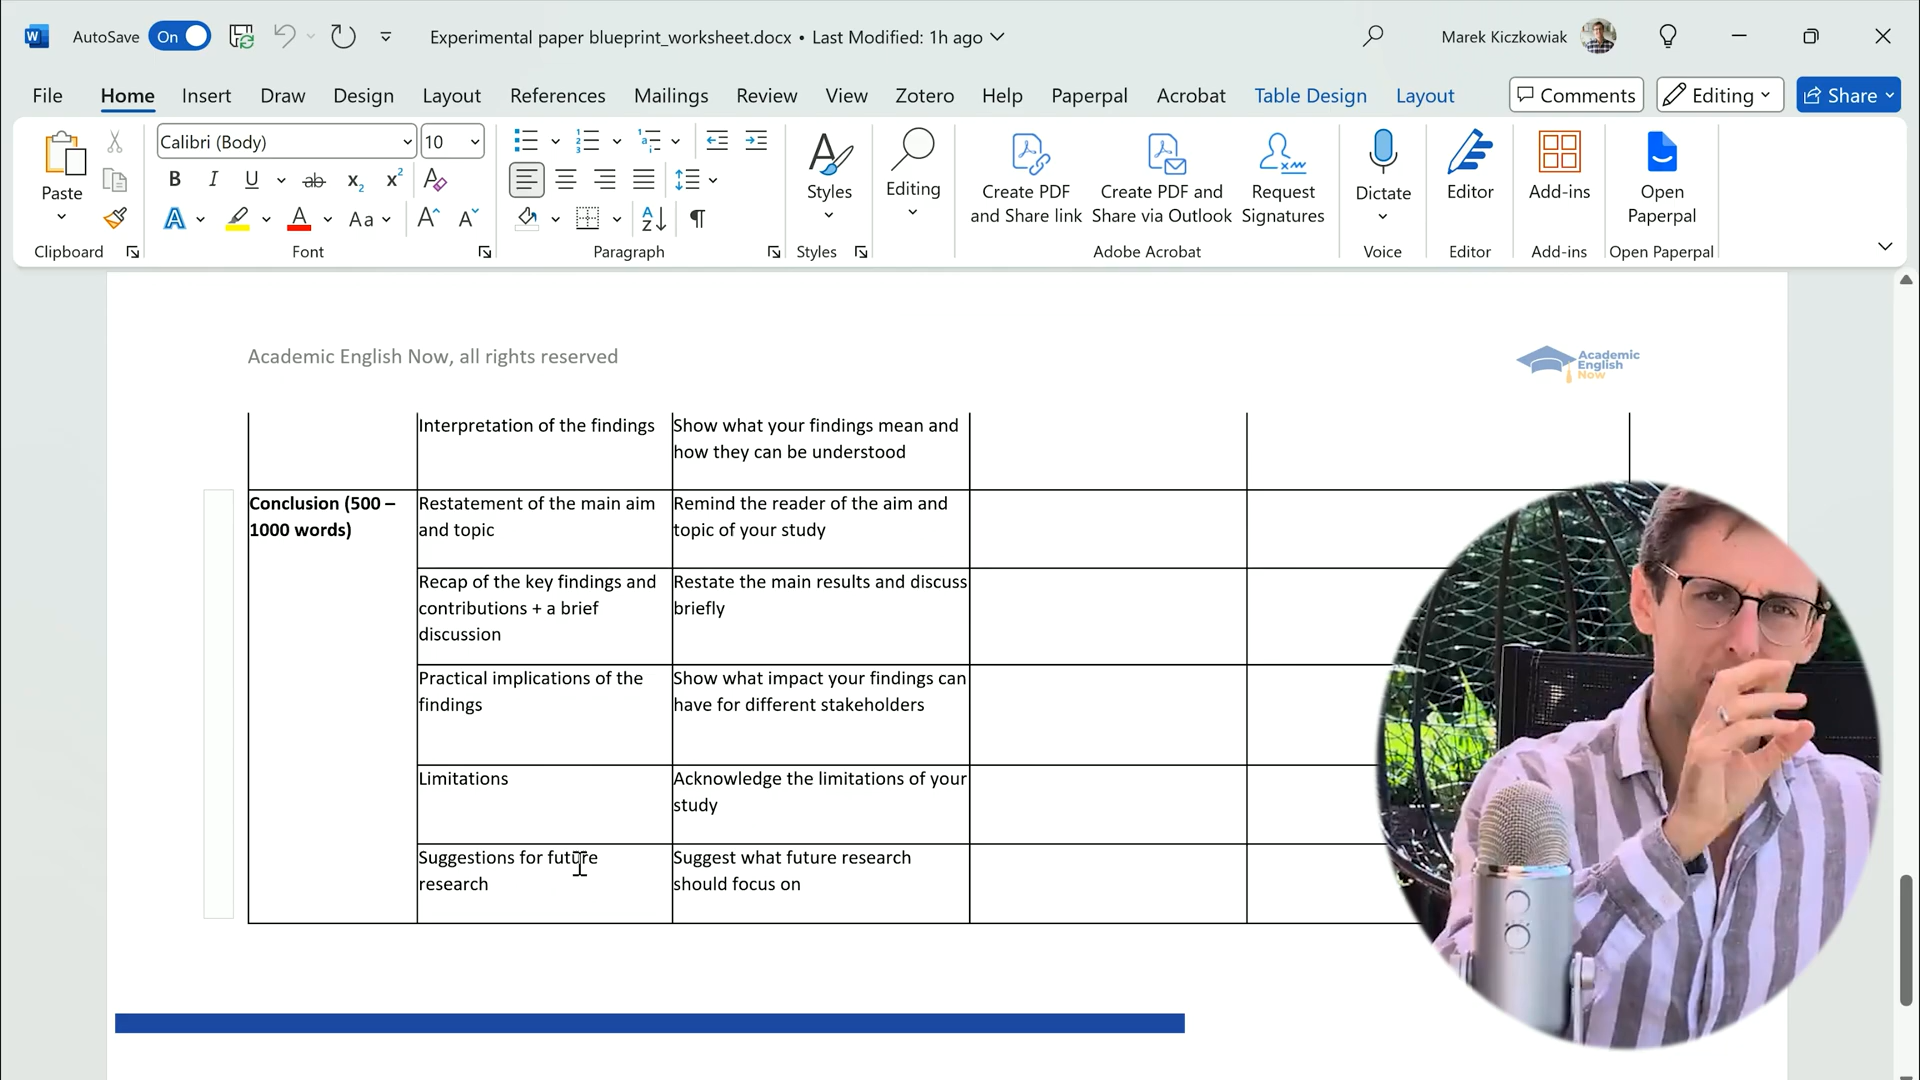 AutoSave On Experimental paper blueprint_worksheet.docx • Last Modified: 1h ago Marek Kiczkowiak
File Home Insert Draw Design Layout References Mailings Review View Zotero Help Paperpal Acrobat Table Design Layout Comments Editing Share
Paste
Clipboard
Calibri (Body) 10
B I U ab x₂ x² A
A A Aa A A
Font
Paragraph
Styles
Styles
Editing
Create PDF
and Share link
Create PDF and
Share via Outlook
Request
Signatures
Adobe Acrobat
Dictate
Voice
Editor
Editor
Add-ins
Add-ins
Open
Paperpal
Open Paperpal
Academic English Now, all rights reserved
Academic
English
Now
Interpretation of the findings
Show what your findings mean and
how they can be understood
Conclusion (500 –
1000 words)
Restatement of the main aim
and topic
Remind the reader of the aim and
topic of your study
Recap of the key findings and
contributions + a brief
discussion
Restate the main results and discuss
briefly
Practical implications of the
findings
Show what impact your findings can
have for different stakeholders
Limitations
Acknowledge the limitations of your
study
Suggestions for future
research
Suggest what future research
should focus on